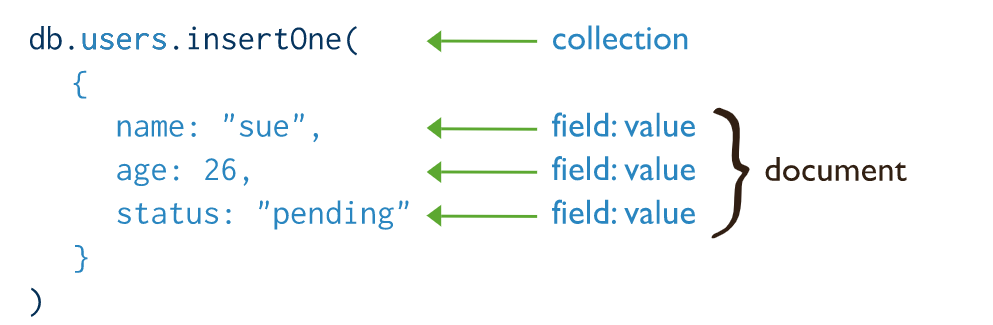 db.users.insertOne( collection
{
name: "sue", field: value
age: 26, field: value document
status: "pending" field: value
}
)